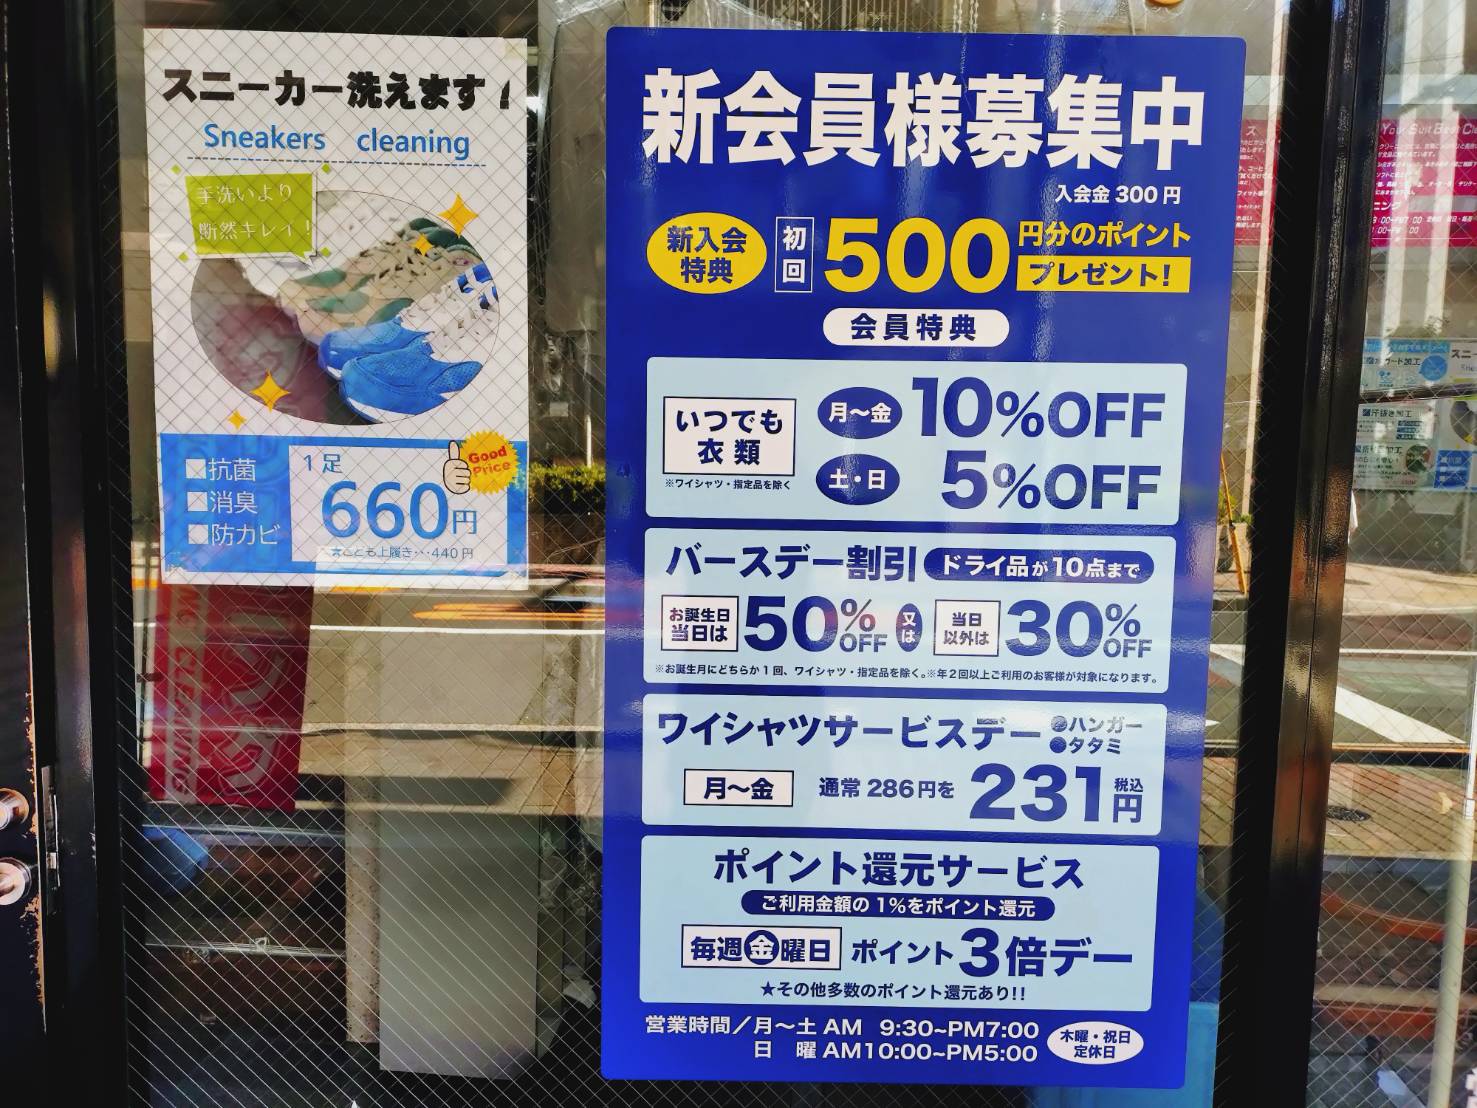 スニーカー洗えます!
Sneakers cleaning
手洗いより
断然キレイ!
□抗菌
□消臭
□防カビ
1足
660円
Good
Price
★こども上履き・・・440円
新会員様募集中
入会金 300円
新入会
特典
初回
500
円分のポイント
プレゼント!
会員特典
いつでも
衣類
※ワイシャツ・指定品を除く
月〜金
10%OFF
土・日
5%OFF
バースデー割引
ドライ品が10点まで
お誕生日
当日は
50%OFF
又は
当日
以外は
30%OFF
※お誕生月にどちらか1回、ワイシャツ・指定品を除く。※年2回以上ご利用のお客様が対象になります。
ワイシャツサービスデー
●ハンガー
●タタミ
月〜金
通常286円を
231円
税込
ポイント還元サービス
ご利用金額の1%をポイント還元
毎週金曜日
ポイント3倍デー
★その他多数のポイント還元あり!!
営業時間/月〜土 AM 9:30~PM7:00
日 曜 AM10:00~PM5:00
木曜・祝日
定休日